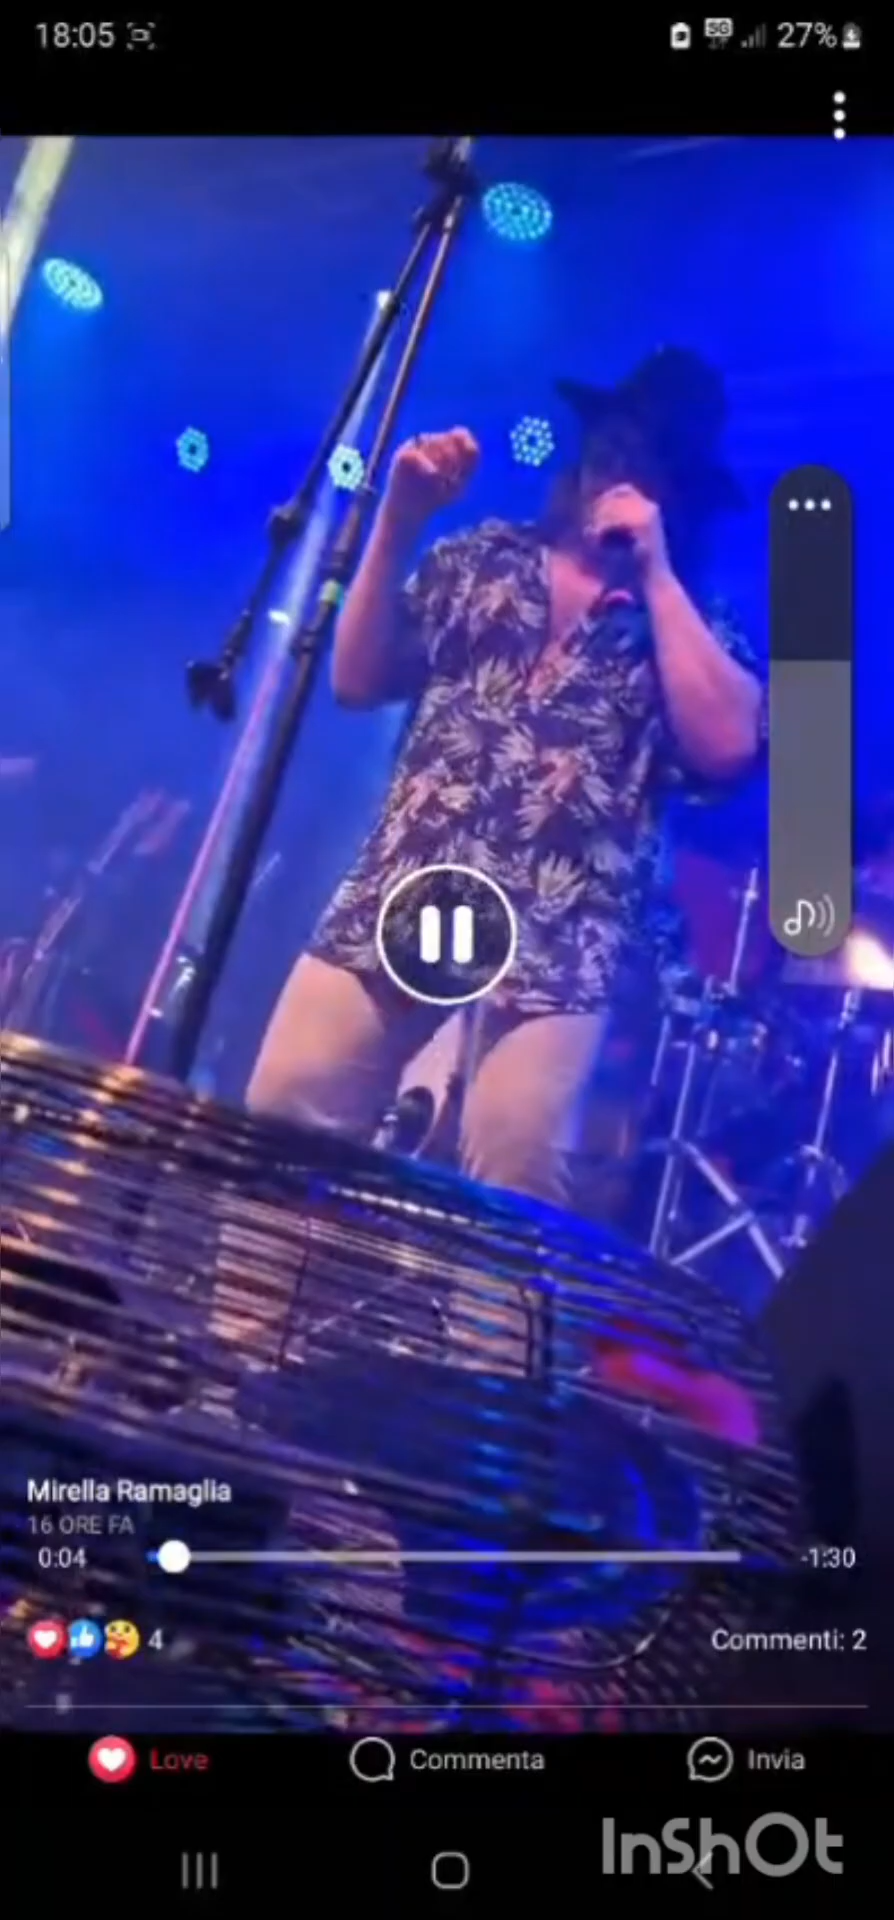 18:05
5G
27%
Mirella Ramaglia
16 ORE FA
0:04
-1:30
4
Commenti: 2
Love
Commenta
Invia
InShOt